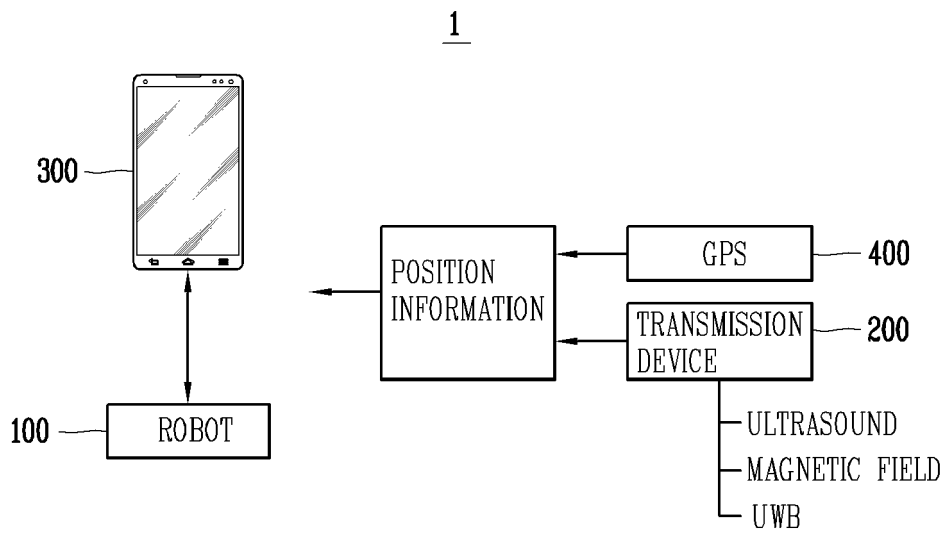 1
300
POSITION
INFORMATION
GPS
400
TRANSMISSION
DEVICE
200
100
ROBOT
ULTRASOUND
MAGNETIC FIELD
UWB